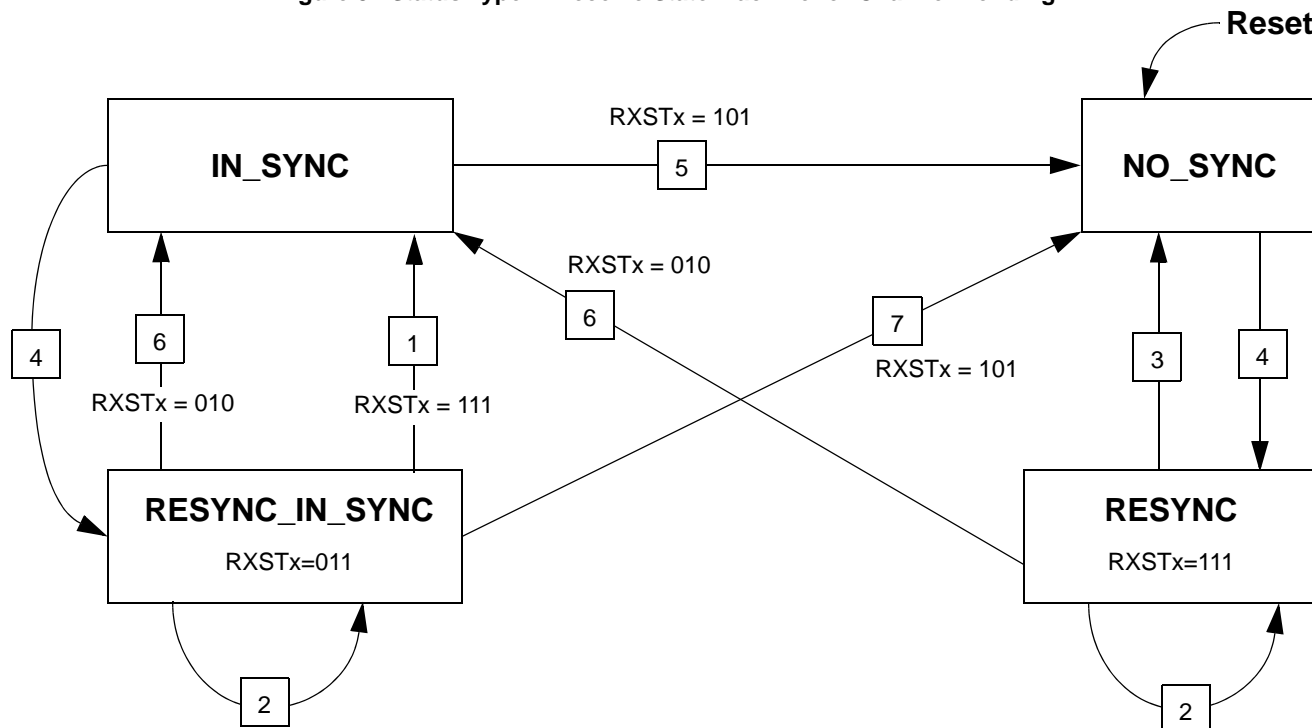 Reset
RXSTx = 101
IN_SYNC
5
NO_SYNC
RXSTx = 010
6
7
4
6
1
3
4
RXSTx = 101
RXSTx = 010
RXSTx = 111
RESYNC_IN_SYNC
RESYNC
RXSTx=011
RXSTx=111
2
2